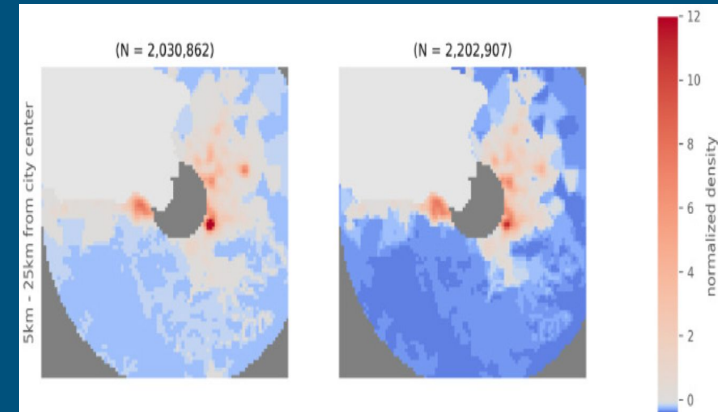 (N = 2,030,862)
(N = 2,202,907)
5km - 25km from city center
12
10
8
6
4
2
0
normalized density